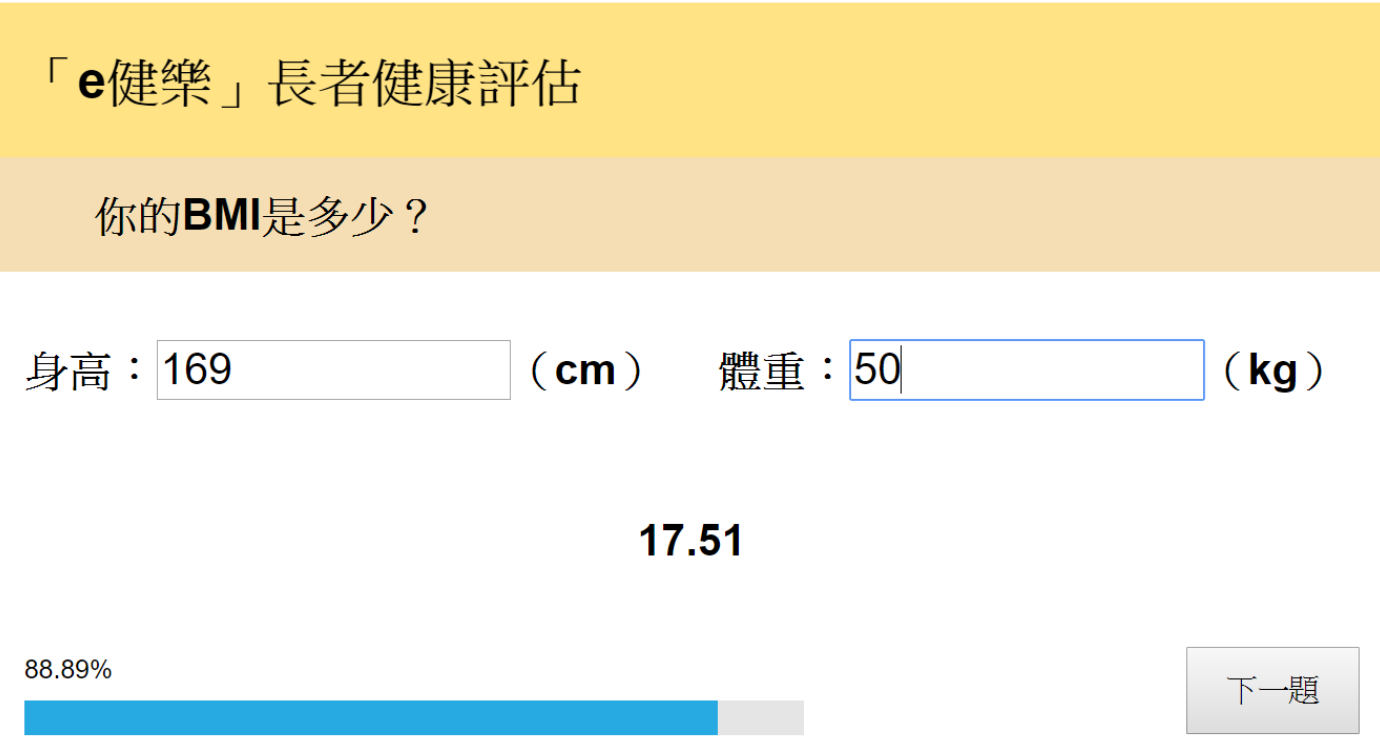 「e健樂」長者健康評估
你的BMI是多少？
身高：169（cm） 體重：50（kg）
17.51
88.89%
下一題